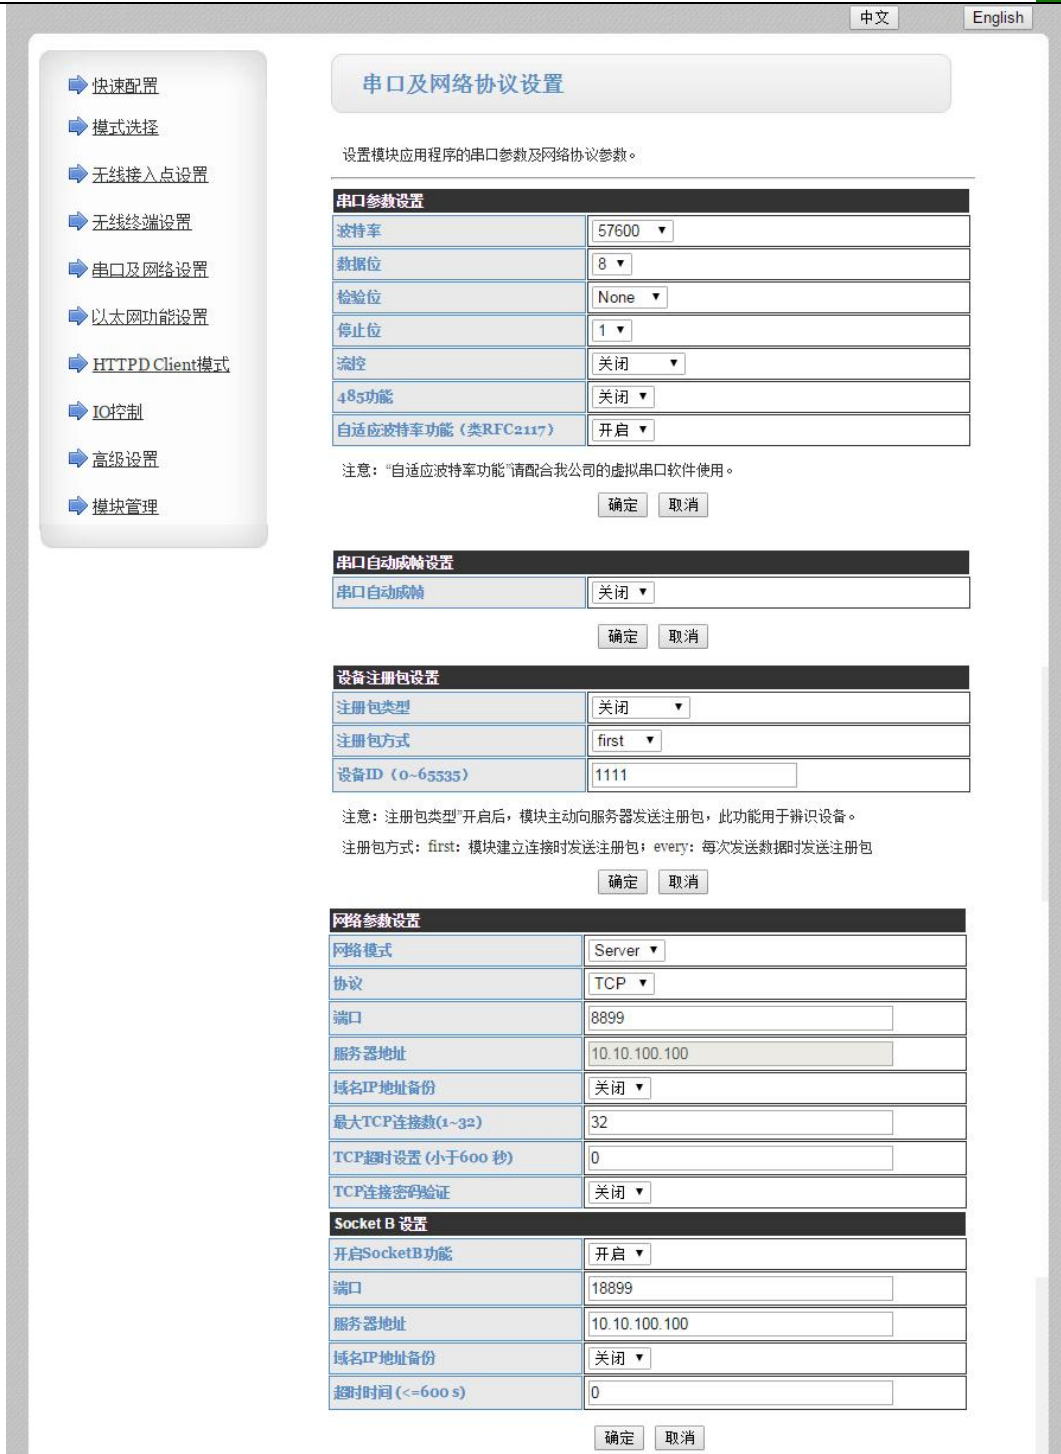 中文 English
快速配置
模式选择
无线接入点设置
无线终端设置
串口及网络设置
以太网功能设置
HTTPD Client模式
IO控制
高级设置
模块管理
串口及网络协议设置
设置模块应用程序的串口参数及网络协议参数。
串口参数设置
波特率 57600
数据位 8
检验位 None
停止位 1
流控 关闭
485功能 关闭
自适应波特率功能（类RFC2117） 开启
注意：“自适应波特率功能”请配合我公司的虚拟串口软件使用。
确定 取消
串口自动成帧设置
串口自动成帧 关闭
确定 取消
设备注册包设置
注册包类型 关闭
注册包方式 first
设备ID（0~65535） 1111
注意：注册包类型”开启后，模块主动向服务器发送注册包，此功能用于辨识设备。
注册包方式：first：模块建立连接时发送注册包；every：每次发送数据时发送注册包
确定 取消
网络参数设置
网络模式 Server
协议 TCP
端口 8899
服务器地址 10.10.100.100
域名IP地址备份 关闭
最大TCP连接数(1~32) 32
TCP超时设置 (小于600 秒) 0
TCP连接密码验证 关闭
Socket B 设置
开启SocketB功能 开启
端口 18899
服务器地址 10.10.100.100
域名IP地址备份 关闭
超时时间 (<=600 s) 0
确定 取消